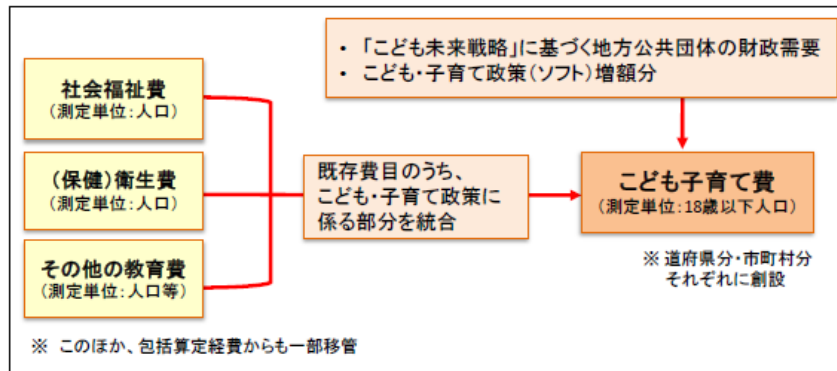 ・ 「こども未来戦略」に基づく地方公共団体の財政需要
・ こども・子育て政策（ソフト）増額分
社会福祉費
（測定単位：人口）
（保健）衛生費
（測定単位：人口）
その他の教育費
（測定単位：人口等）
既存費目のうち、
こども・子育て政策に
係る部分を統合
こども子育て費
（測定単位：18歳以下人口）
※ 道府県分・市町村分
それぞれに創設
※ このほか、包括算定経費からも一部移管